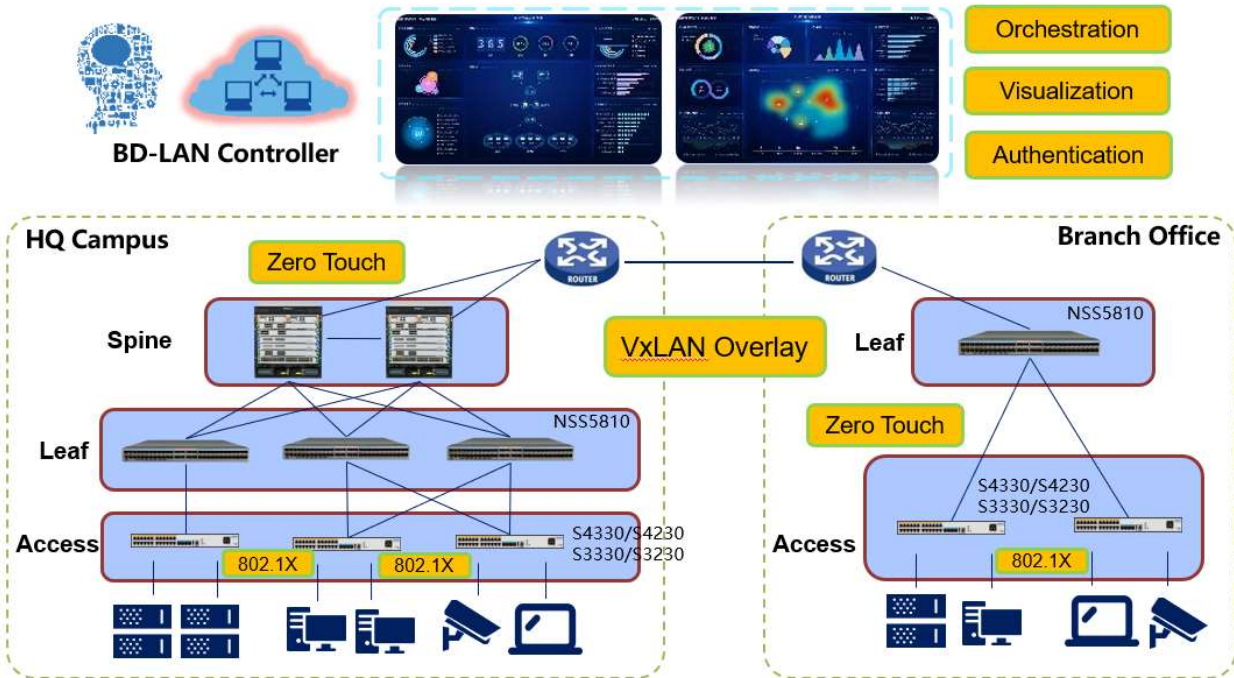 Orchestration
Visualization
Authentication
BD-LAN Controller
365
HQ Campus
Zero Touch
ROUTER
ROUTER
Branch Office
Spine
VxLAN Overlay
Leaf
NSS5810
Leaf
NSS5810
Zero Touch
Access
S4330/S4230
S3330/S3230
802.1X
802.1X
Access
S4330/S4230
S3330/S3230
802.1X